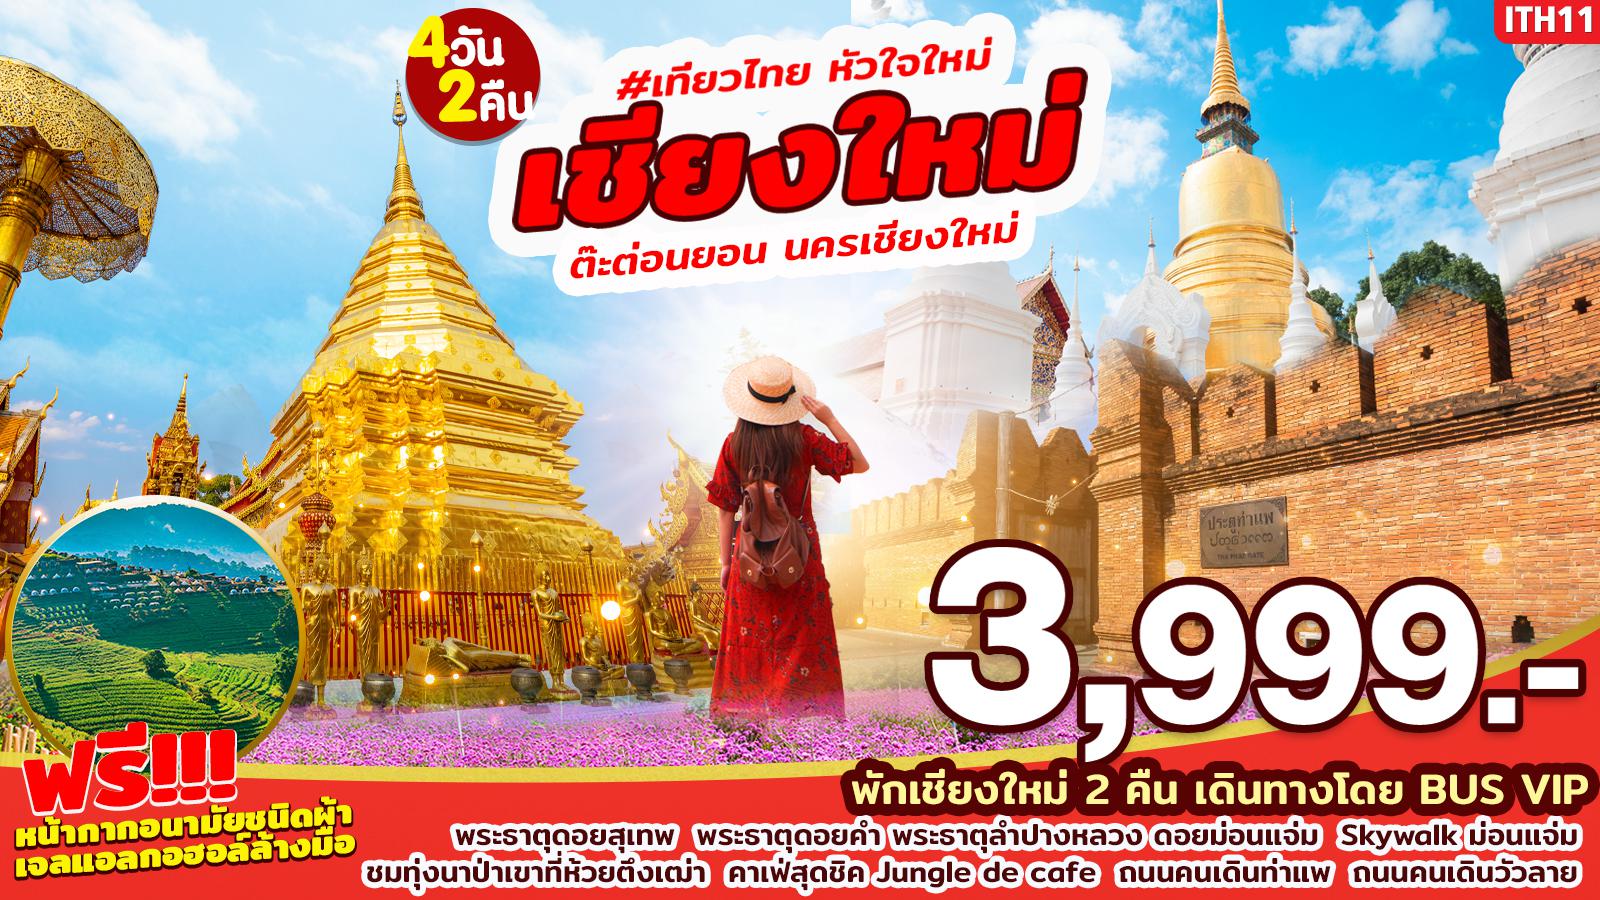 ITH11
4วัน
2คืน
#เที่ยวไทย หัวใจใหม่
เชียงใหม่
ต๊ะต่อนยอน นครเชียงใหม่
ประตูท่าแพ
THA PHAE GATE
3,999.-
ฟรี!!!
หน้ากากอนามัยชนิดผ้า
เจลแอลกอฮอล์ล้างมือ
พักเชียงใหม่ 2 คืน เดินทางโดย BUS VIP
พระธาตุดอยสุเทพ พระธาตุดอยคำ พระธาตุลำปางหลวง ดอยม่อนแจ่ม Skywalk ม่อนแจ่ม
ชมทุ่งนาป่าเขาที่ห้วยตึงเฒ่า คาเฟ่สุดชิค Jungle de cafe ถนนคนเดินท่าแพ ถนนคนเดินวัวลาย